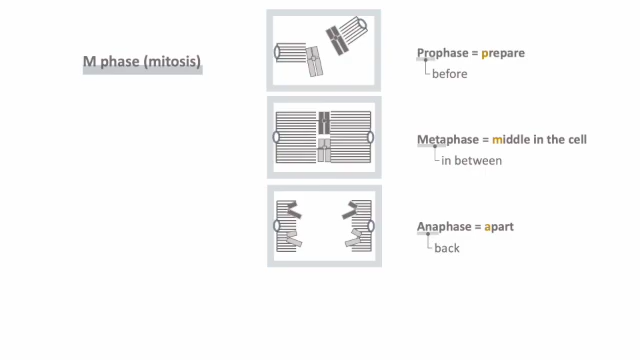 M phase (mitosis)
Prophase = prepare
before
Metaphase = middle in the cell
in between
Anaphase = apart
back